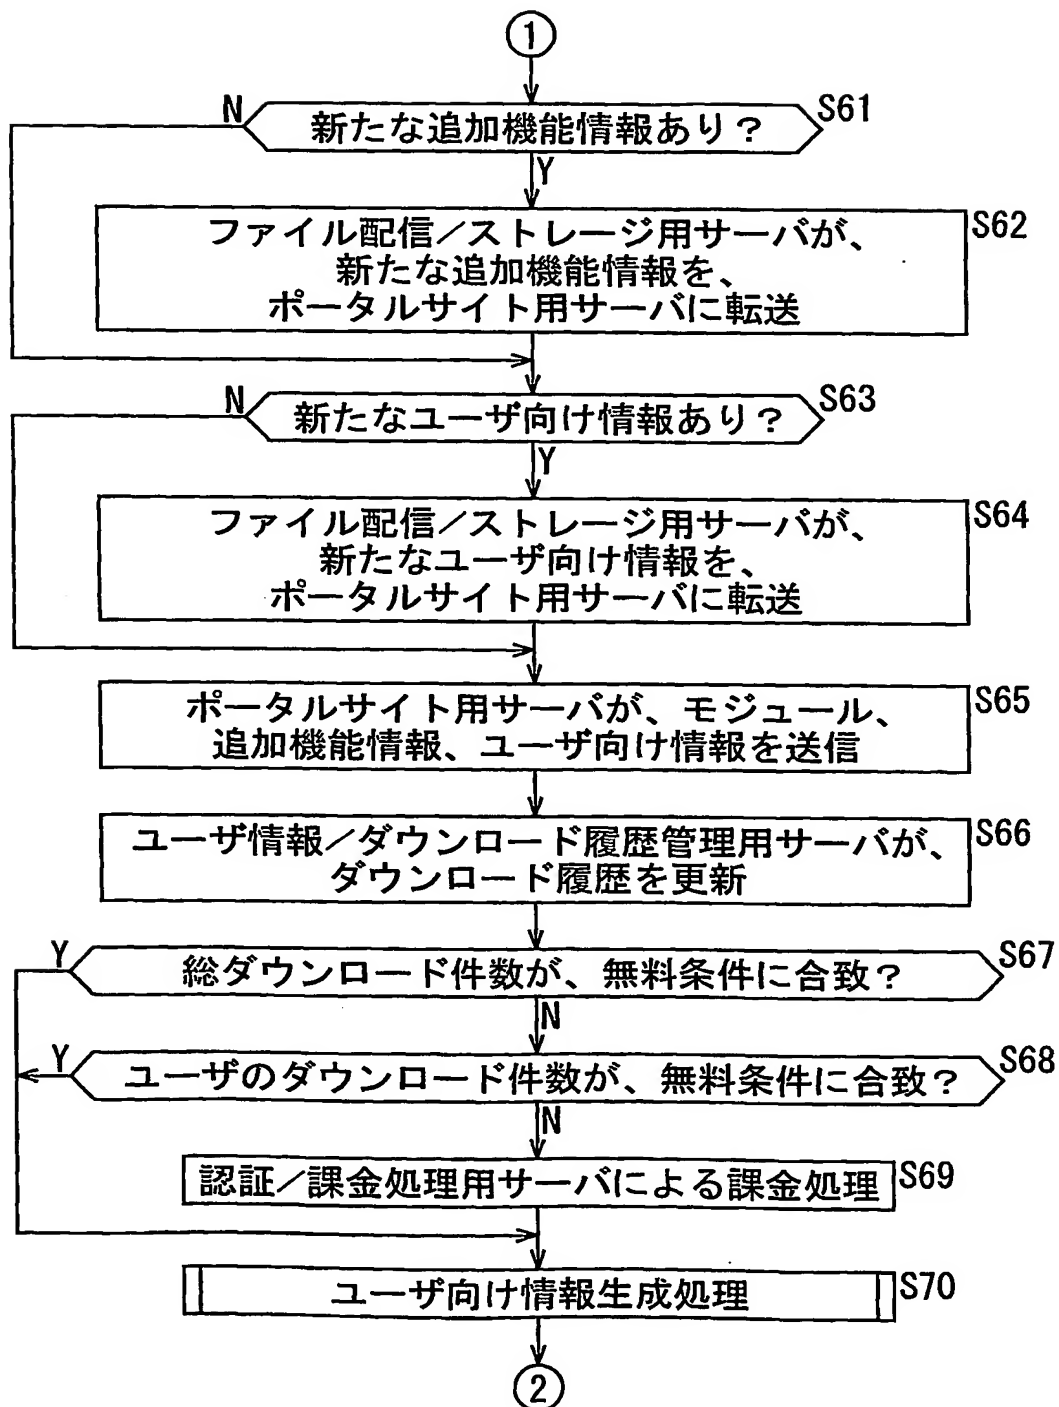 ①
N
新たな追加機能情報あり？
S61
Y
ファイル配信／ストレージ用サーバが、
新たな追加機能情報を、
ポータルサイト用サーバに転送
S62
N
新たなユーザ向け情報あり？
S63
Y
ファイル配信／ストレージ用サーバが、
新たなユーザ向け情報を、
ポータルサイト用サーバに転送
S64
ポータルサイト用サーバが、モジュール、
追加機能情報、ユーザ向け情報を送信
S65
ユーザ情報／ダウンロード履歴管理用サーバが、
ダウンロード履歴を更新
S66
Y
総ダウンロード件数が、無料条件に合致？
S67
N
Y
ユーザのダウンロード件数が、無料条件に合致？
S68
N
認証／課金処理用サーバによる課金処理
S69
ユーザ向け情報生成処理
S70
②